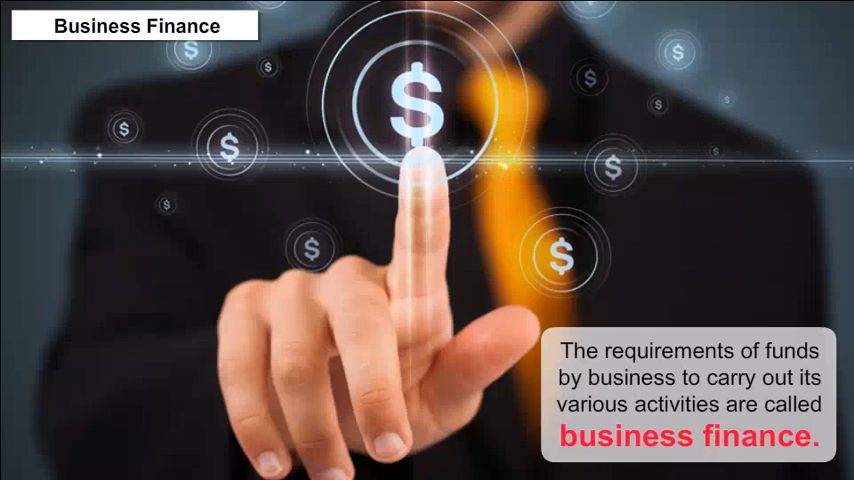 Business Finance
$
$
$
$
$
$
$
$
$
$
$
$
$
$
The requirements of funds
by business to carry out its
various activities are called
business finance.